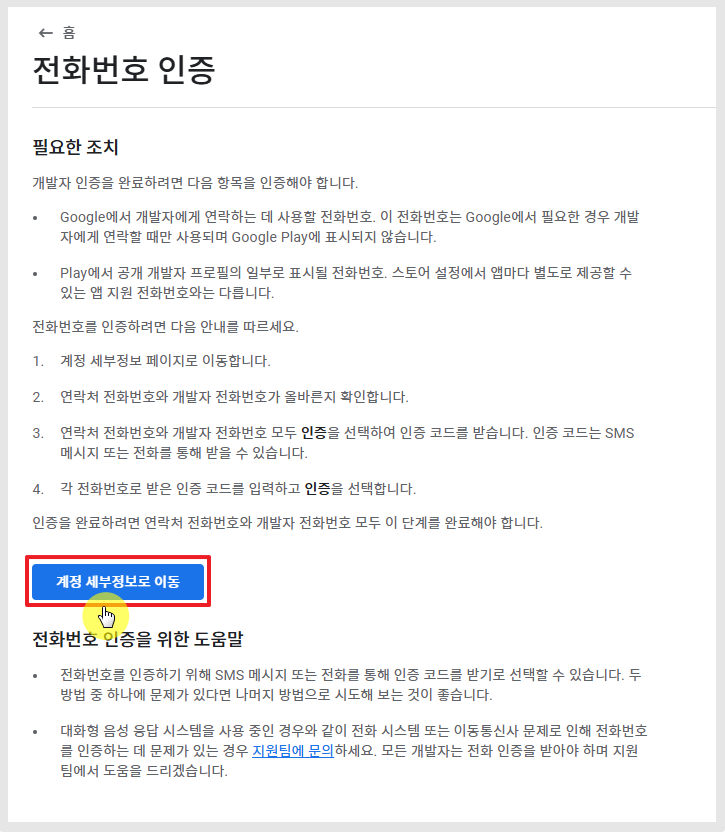 ← 홈
전화번호 인증
필요한 조치
개발자 인증을 완료하려면 다음 항목을 인증해야 합니다.
• Google에서 개발자에게 연락하는 데 사용할 전화번호. 이 전화번호는 Google에서 필요한 경우 개발
자에게 연락할 때만 사용되며 Google Play에 표시되지 않습니다.
• Play에서 공개 개발자 프로필의 일부로 표시될 전화번호. 스토어 설정에서 앱마다 별도로 제공할 수
있는 앱 지원 전화번호와는 다릅니다.
전화번호를 인증하려면 다음 안내를 따르세요.
1. 계정 세부정보 페이지로 이동합니다.
2. 연락처 전화번호와 개발자 전화번호가 올바른지 확인합니다.
3. 연락처 전화번호와 개발자 전화번호 모두 인증을 선택하여 인증 코드를 받습니다. 인증 코드는 SMS
메시지 또는 전화를 통해 받을 수 있습니다.
4. 각 전화번호로 받은 인증 코드를 입력하고 인증을 선택합니다.
인증을 완료하려면 연락처 전화번호와 개발자 전화번호 모두 이 단계를 완료해야 합니다.
계정 세부정보로 이동
전화번호 인증을 위한 도움말
• 전화번호를 인증하기 위해 SMS 메시지 또는 전화를 통해 인증 코드를 받기로 선택할 수 있습니다. 두
방법 중 하나에 문제가 있다면 나머지 방법으로 시도해 보는 것이 좋습니다.
• 대화형 음성 응답 시스템을 사용 중인 경우와 같이 전화 시스템 또는 이동통신사 문제로 인해 전화번호
를 인증하는 데 문제가 있는 경우 지원팀에 문의하세요. 모든 개발자는 전화 인증을 받아야 하며 지원
팀에서 도움을 드리겠습니다.